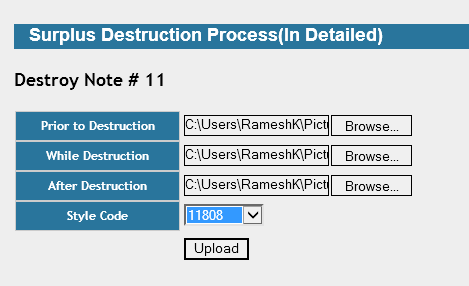 Surplus Destruction Process(In Detailed)
Destroy Note # 11
Prior to Destruction C:\Users\RameshK\Pict Browse...
While Destruction C:\Users\RameshK\Pict Browse...
After Destruction C:\Users\RameshK\Pict Browse...
Style Code 11808
Upload